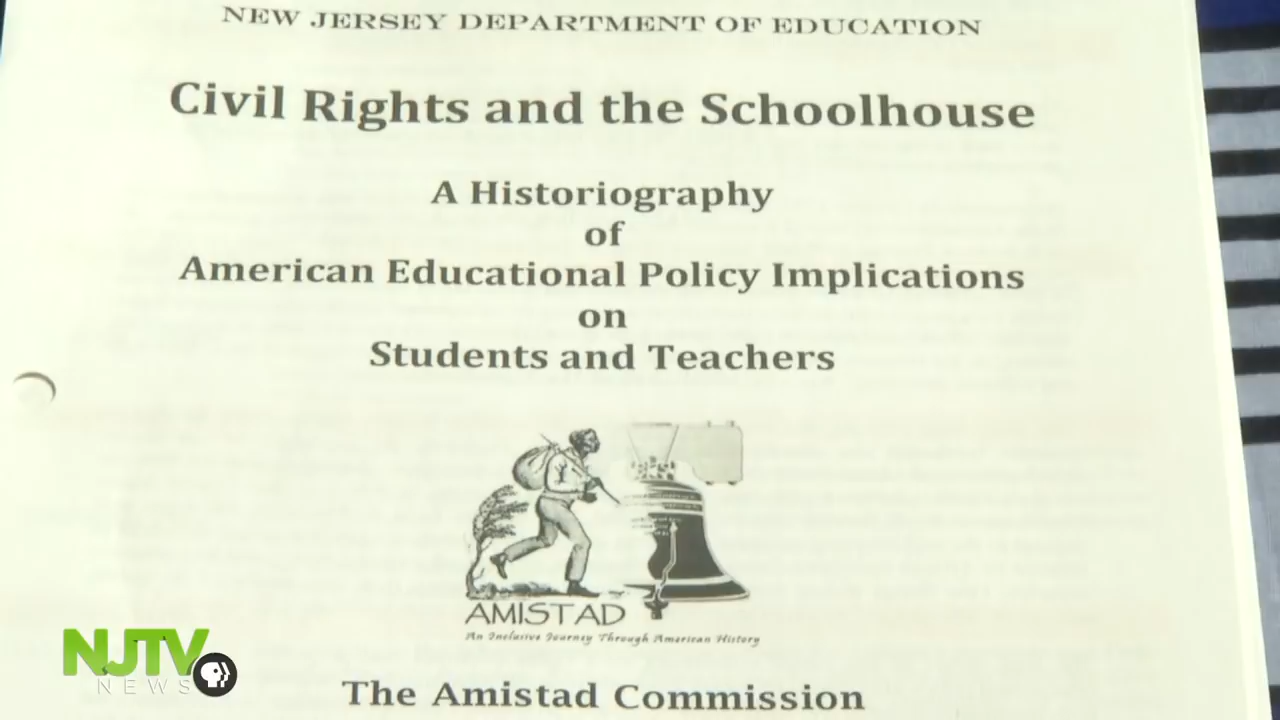 NEW JERSEY DEPARTMENT OF EDUCATION
Civil Rights and the Schoolhouse
A Historiography
of
American Educational Policy Implications
on
Students and Teachers
AMISTAD
An Inclusive Journey Through American History
The Amistad Commission
NJTV
NEWS